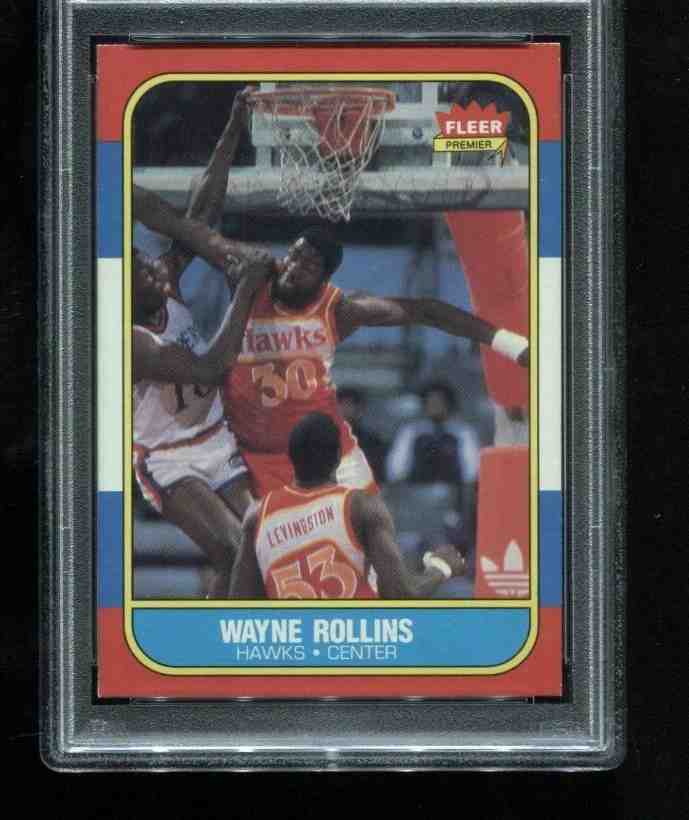 FLEER
PREMIER
Hawks
30
LEVINGSTON
53
WAYNE ROLLINS
HAWKS • CENTER